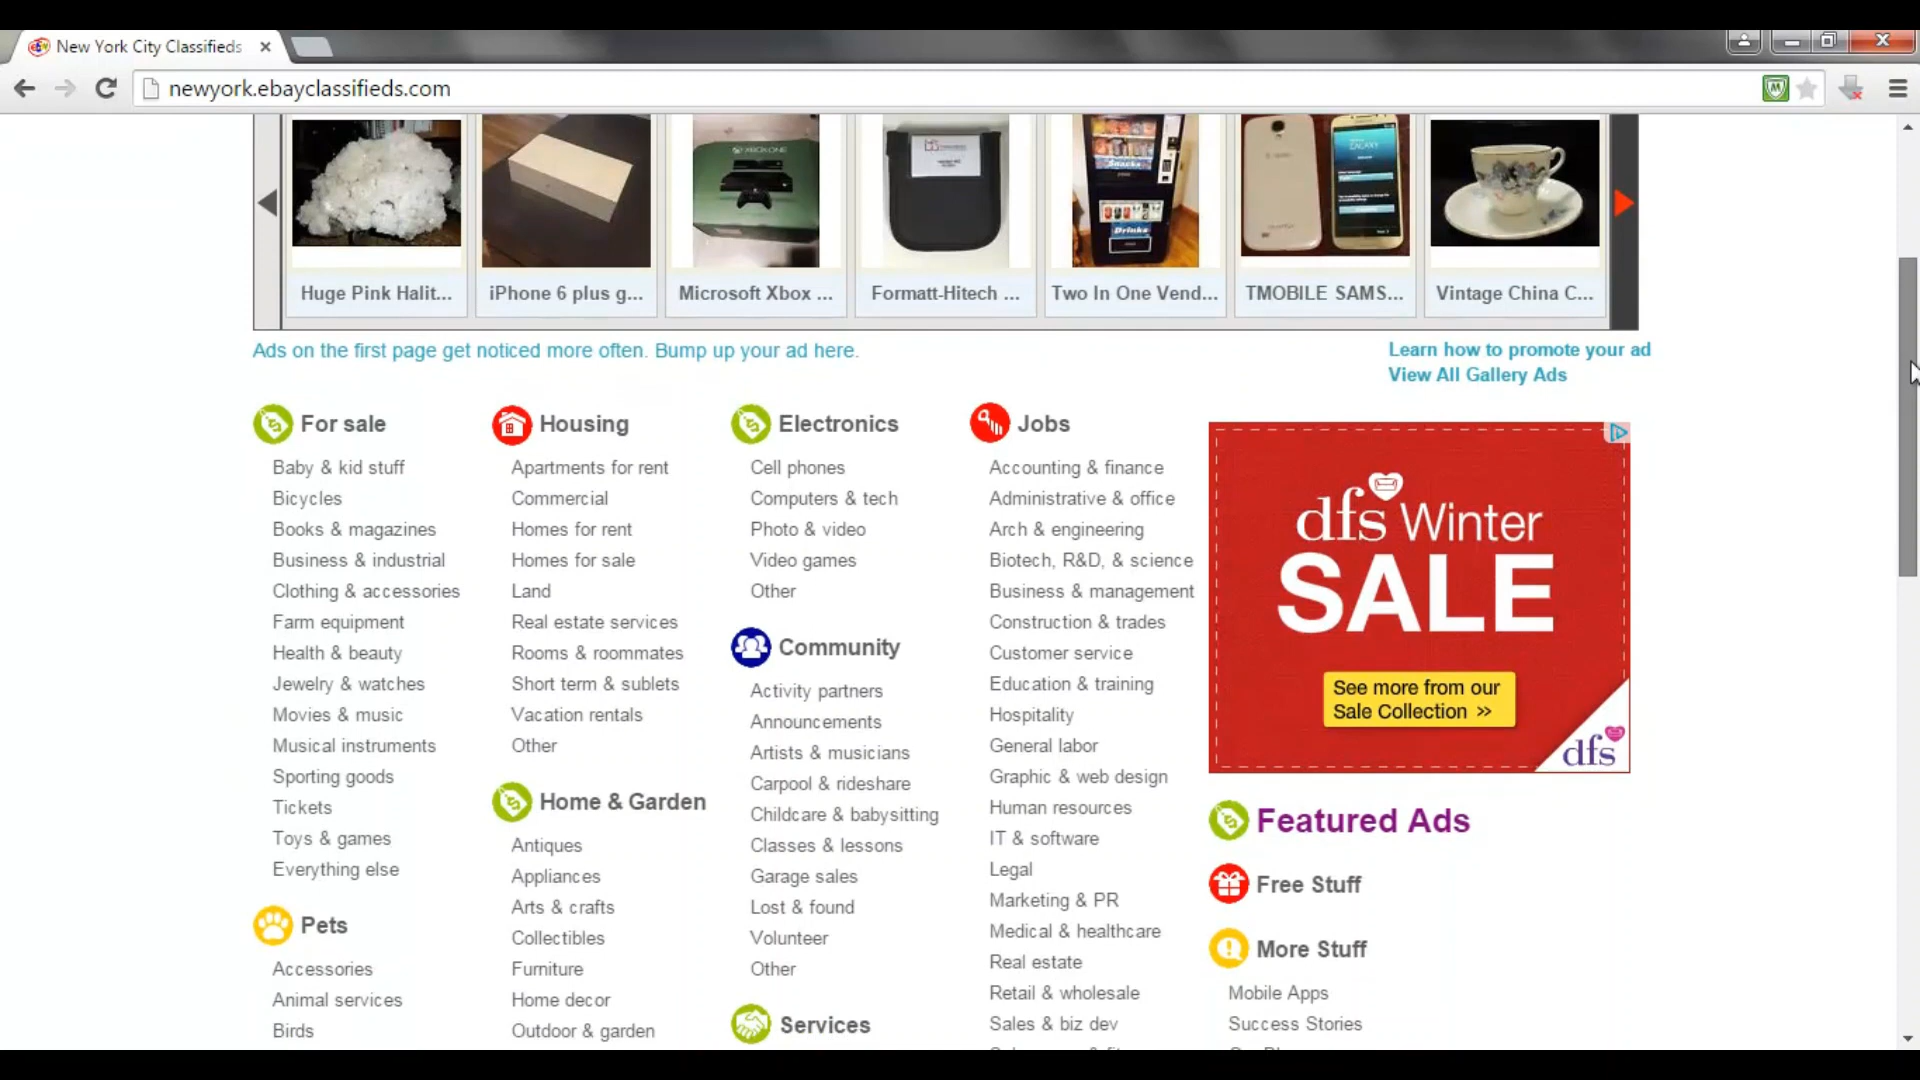 New York City Classifieds
newyork.ebayclassifieds.com
XBOX ONE
Snacks
Drinks
GALAXY
Huge Pink Halit...
iPhone 6 plus g...
Microsoft Xbox ...
Formatt-Hitech ...
Two In One Vend...
TMOBILE SAMS...
Vintage China C...
Ads on the first page get noticed more often. Bump up your ad here.
Learn how to promote your ad
View All Gallery Ads
For sale
Baby & kid stuff
Bicycles
Books & magazines
Business & industrial
Clothing & accessories
Farm equipment
Health & beauty
Jewelry & watches
Movies & music
Musical instruments
Sporting goods
Tickets
Toys & games
Everything else
Pets
Accessories
Animal services
Birds
Housing
Apartments for rent
Commercial
Homes for rent
Homes for sale
Land
Real estate services
Rooms & roommates
Short term & sublets
Vacation rentals
Other
Home & Garden
Antiques
Appliances
Arts & crafts
Collectibles
Furniture
Home decor
Outdoor & garden
Electronics
Cell phones
Computers & tech
Photo & video
Video games
Other
Community
Activity partners
Announcements
Artists & musicians
Carpool & rideshare
Childcare & babysitting
Classes & lessons
Garage sales
Lost & found
Volunteer
Other
Services
Jobs
Accounting & finance
Administrative & office
Arch & engineering
Biotech, R&D, & science
Business & management
Construction & trades
Customer service
Education & training
Hospitality
General labor
Graphic & web design
Human resources
IT & software
Legal
Marketing & PR
Medical & healthcare
Real estate
Retail & wholesale
Sales & biz dev
dfs Winter
SALE
See more from our
Sale Collection »
dfs
Featured Ads
Free Stuff
More Stuff
Mobile Apps
Success Stories